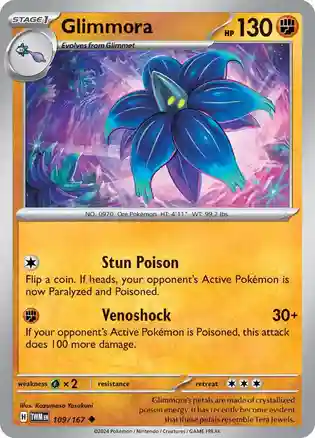 STAGE 1
Glimmora
HP 130
Evolves from Glimmet
NO. 0970 Ore Pokémon HT: 4'11" WT: 99.2 lbs
Stun Poison
Flip a coin. If heads, your opponent's Active Pokémon is
now Paralyzed and Poisoned.
Venoshock 30+
If your opponent's Active Pokémon is Poisoned, this attack
does 100 more damage.
weakness ×2 resistance retreat
Illus. Kazumasa Yasukuni
H TWM EN 109/167
Glimmora's petals are made of crystallized
poison energy. It has recently become evident
that these petals resemble Tera Jewels.
©2024 Pokémon / Nintendo / Creatures / GAME FREAK